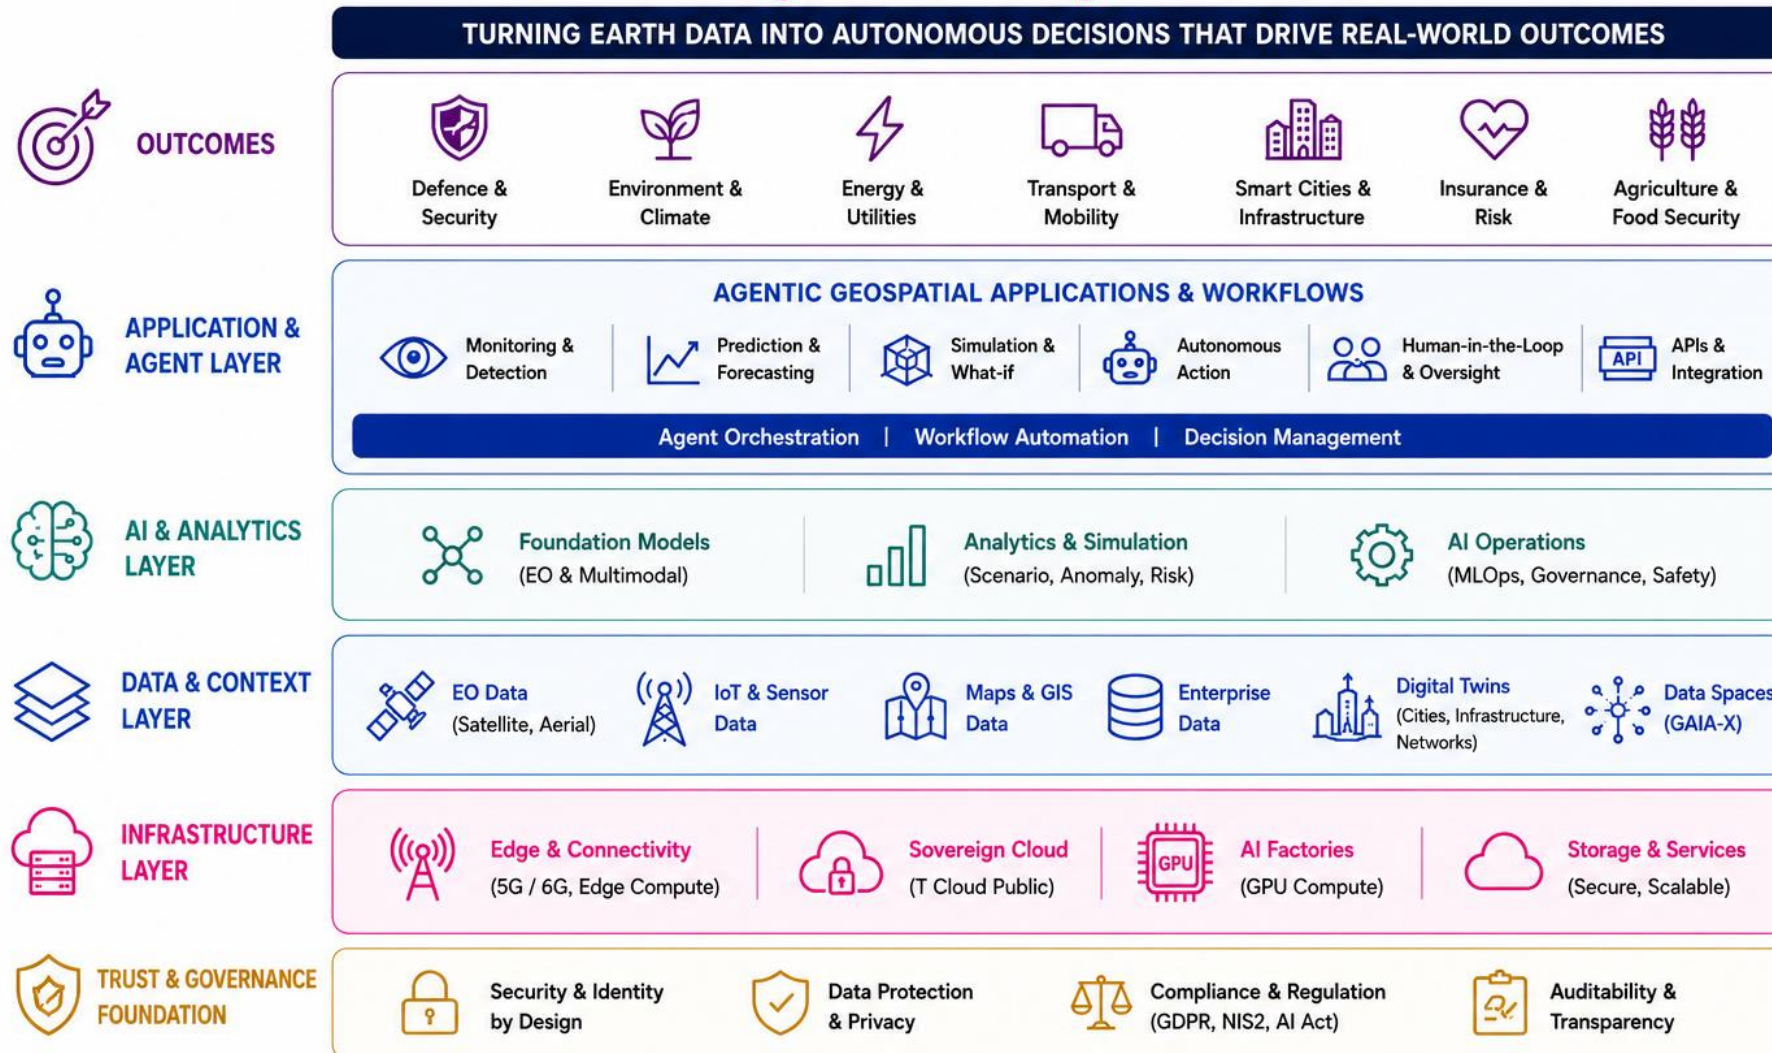 TURNING EARTH DATA INTO AUTONOMOUS DECISIONS THAT DRIVE REAL-WORLD OUTCOMES
OUTCOMES
Defence &
Security
Environment &
Climate
Energy &
Utilities
Transport &
Mobility
Smart Cities &
Infrastructure
Insurance &
Risk
Agriculture &
Food Security
APPLICATION &
AGENT LAYER
AGENTIC GEOSPATIAL APPLICATIONS & WORKFLOWS
Monitoring &
Detection
Prediction &
Forecasting
Simulation &
What-if
Autonomous
Action
Human-in-the-Loop
& Oversight
API
APIs &
Integration
Agent Orchestration | Workflow Automation | Decision Management
AI & ANALYTICS
LAYER
Foundation Models
(EO & Multimodal)
Analytics & Simulation
(Scenario, Anomaly, Risk)
AI Operations
(MLOps, Governance, Safety)
DATA & CONTEXT
LAYER
EO Data
(Satellite, Aerial)
IoT & Sensor
Data
Maps & GIS
Data
Enterprise
Data
Digital Twins
(Cities, Infrastructure,
Networks)
Data Spaces
(GAIA-X)
INFRASTRUCTURE
LAYER
Edge & Connectivity
(5G / 6G, Edge Compute)
Sovereign Cloud
(T Cloud Public)
GPU
AI Factories
(GPU Compute)
Storage & Services
(Secure, Scalable)
TRUST & GOVERNANCE
FOUNDATION
Security & Identity
by Design
Data Protection
& Privacy
Compliance & Regulation
(GDPR, NIS2, AI Act)
Auditability &
Transparency